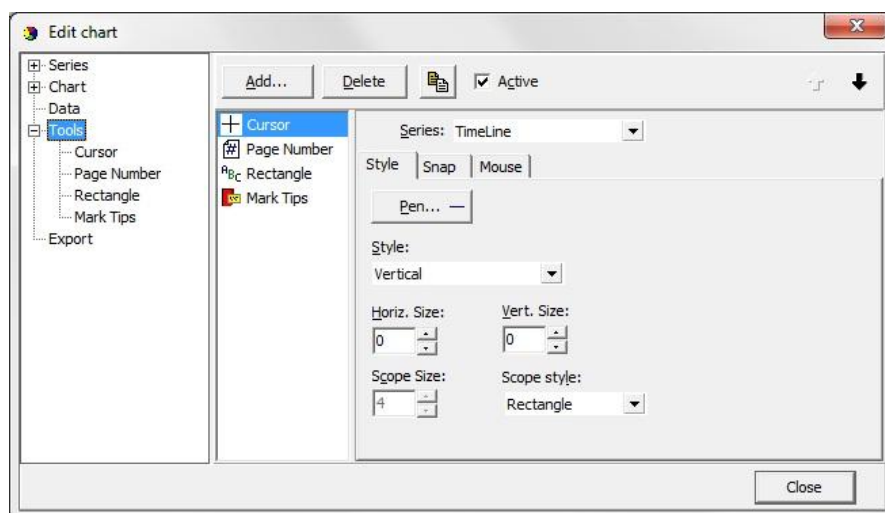 Edit chart
Series
Chart
Data
Tools
Cursor
Page Number
Rectangle
Mark Tips
Export
Add... Delete Active
Cursor
Page Number
Rectangle
Mark Tips
Series: TimeLine
Style Snap Mouse
Pen...
Style:
Vertical
Horiz. Size: Vert. Size:
0 0
Scope Size: Scope style:
4 Rectangle
Close